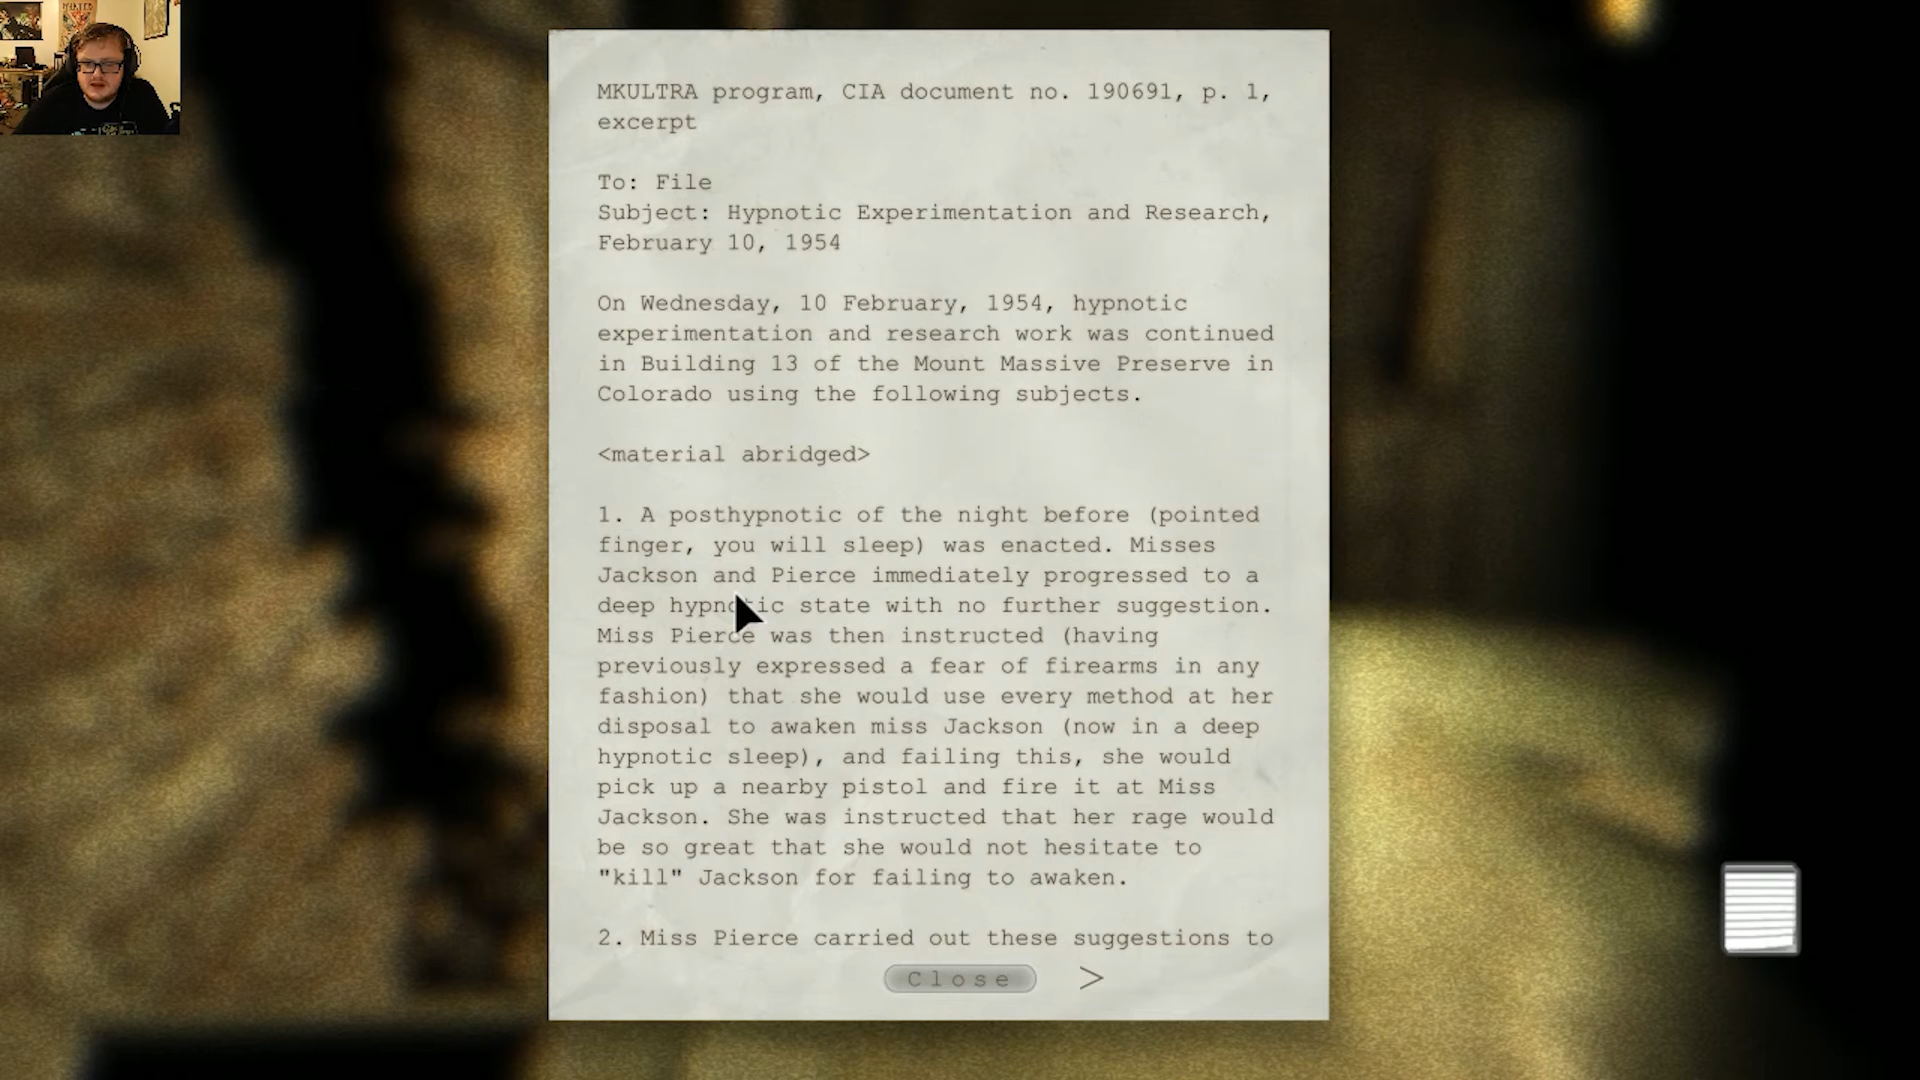 MKULTRA program, CIA document no. 190691, p. 1,
excerpt
To: File
Subject: Hypnotic Experimentation and Research,
February 10, 1954
On Wednesday, 10 February, 1954, hypnotic
experimentation and research work was continued
in Building 13 of the Mount Massive Preserve in
Colorado using the following subjects.
<material abridged>
1. A posthypnotic of the night before (pointed
finger, you will sleep) was enacted. Misses
Jackson and Pierce immediately progressed to a
deep hypnotic state with no further suggestion.
Miss Pierce was then instructed (having
previously expressed a fear of firearms in any
fashion) that she would use every method at her
disposal to awaken miss Jackson (now in a deep
hypnotic sleep), and failing this, she would
pick up a nearby pistol and fire it at Miss
Jackson. She was instructed that her rage would
be so great that she would not hesitate to
"kill" Jackson for failing to awaken.
2. Miss Pierce carried out these suggestions to
Close >